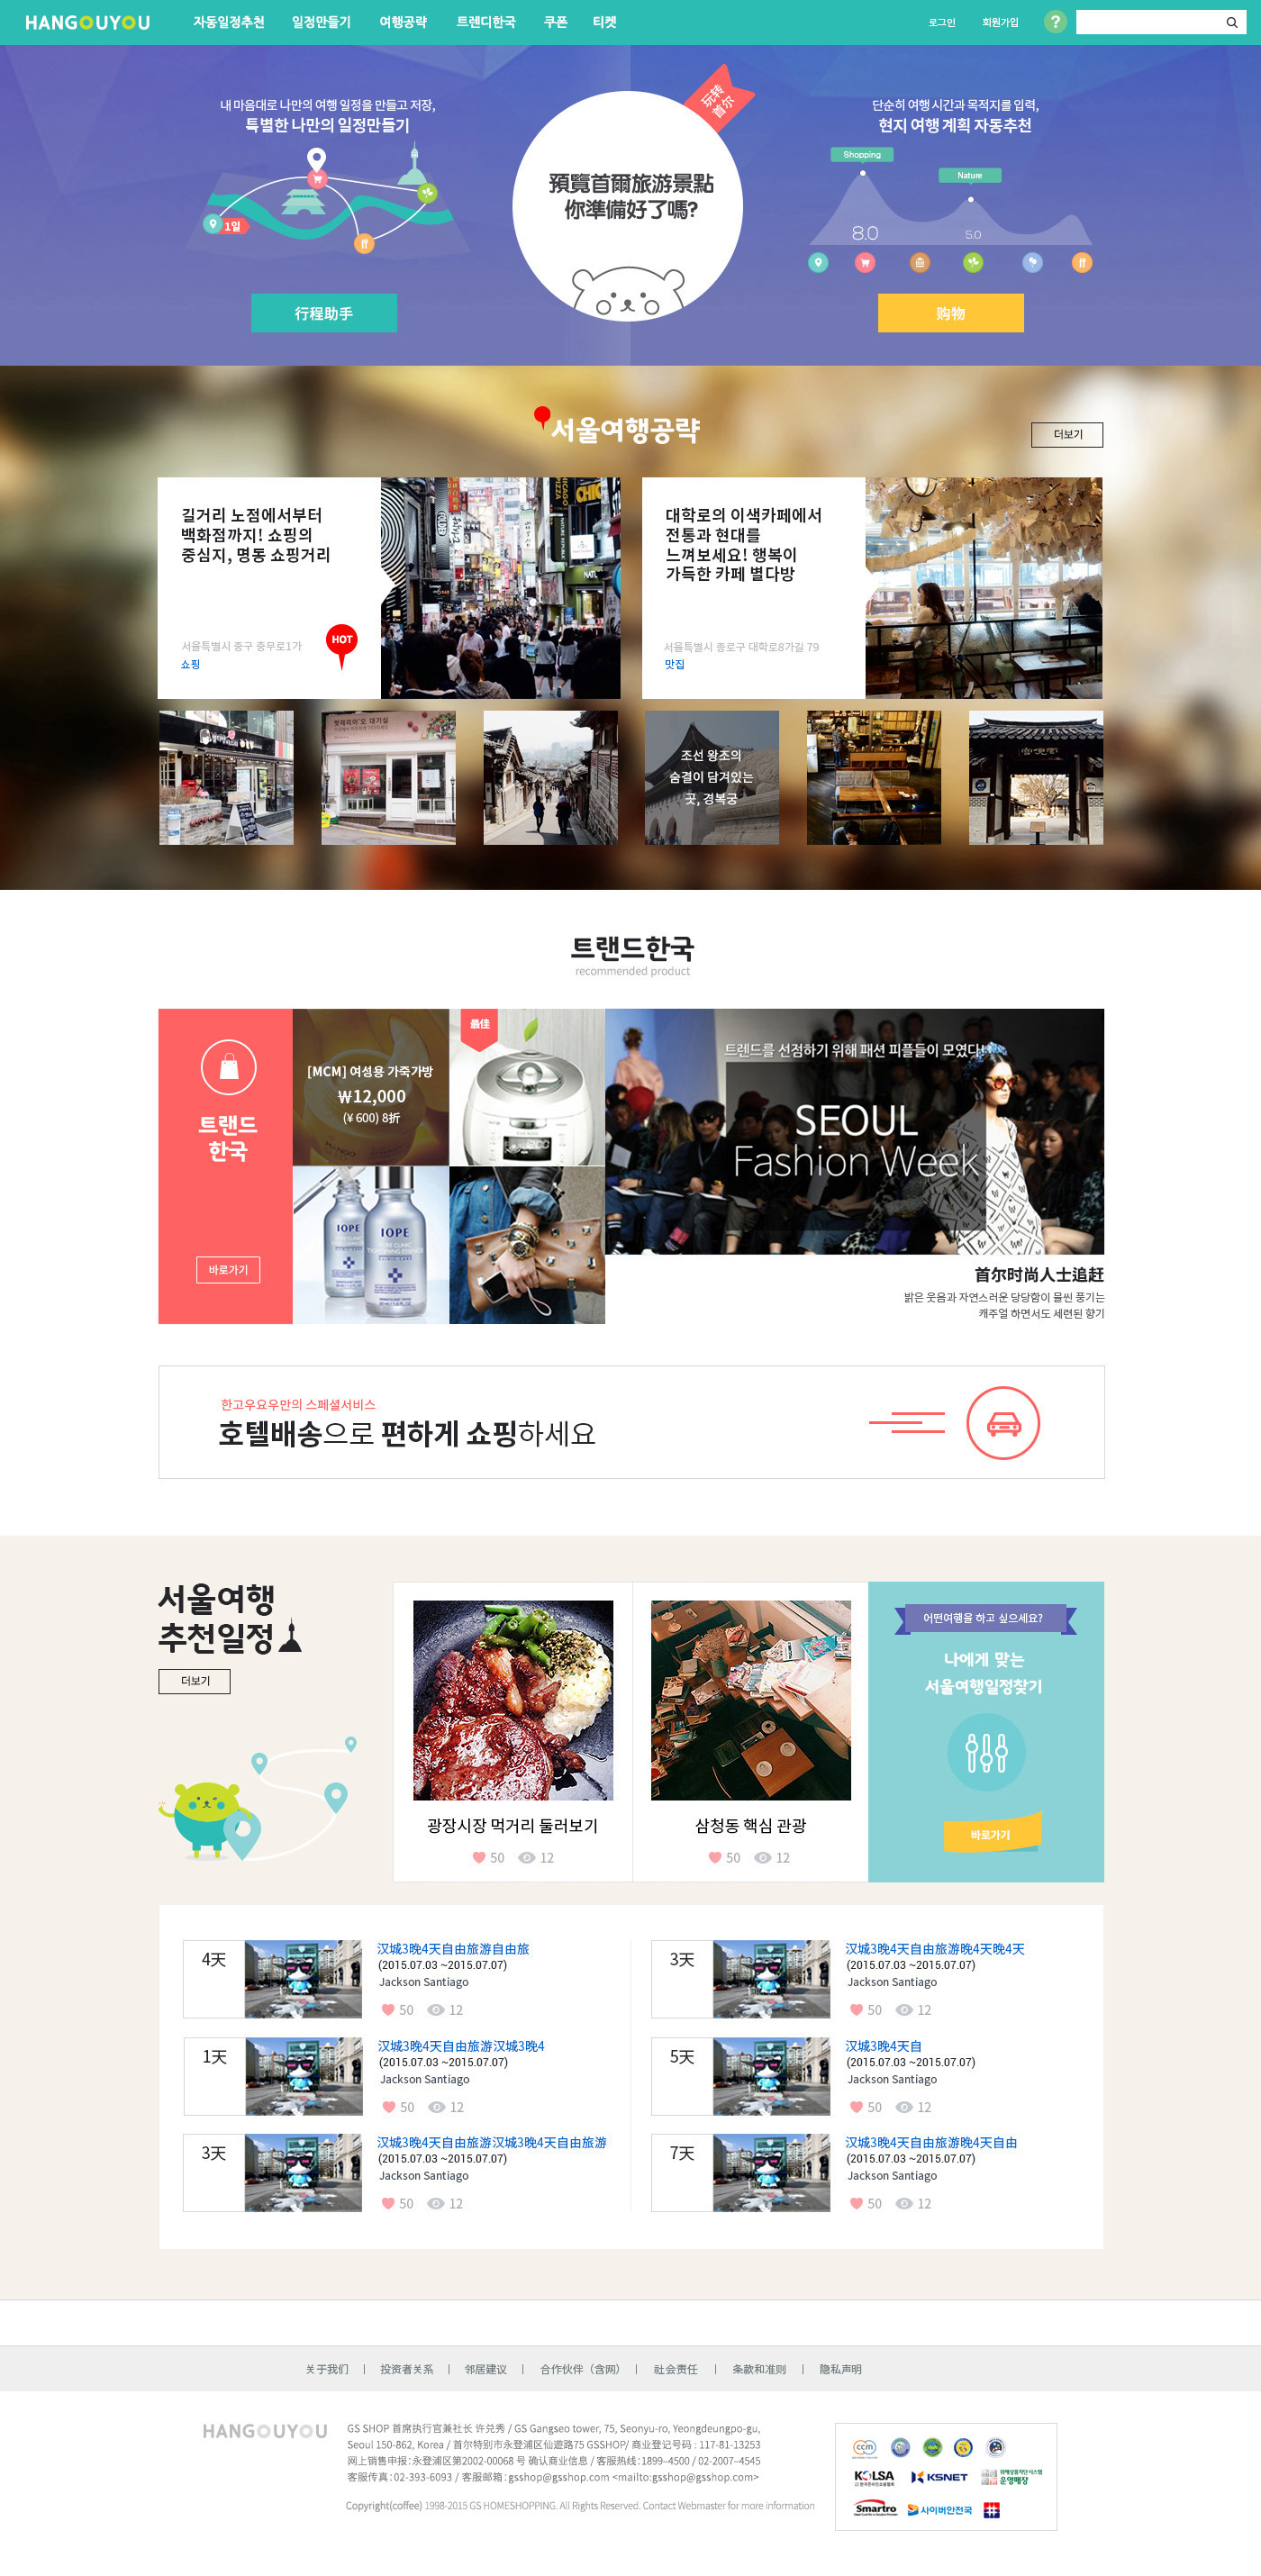 HANGOUYOU
자동일정추천 일정만들기 여행공략 트렌디한국 쿠폰 티켓
로그인 회원가입 ?
내 마음대로 나만의 여행 일정을 만들고 저장,
특별한 나만의 일정만들기
1일
行程助手
玩转
首尔
預覽首爾旅游景點
你準備好了嗎?
단순히 여행 시간과 목적지를 입력,
현지 여행 계획 자동추천
Shopping
Nature
8.0
5.0
购物
서울여행공략
더보기
길거리 노점에서부터
백화점까지! 쇼핑의
중심지, 명동 쇼핑거리
서울특별시 중구 충무로1가
쇼핑
HOT
대학로의 이색카페에서
전통과 현대를
느껴보세요! 행복이
가득한 카페 별다방
서울특별시 종로구 대학로8가길 79
맛집
조선 왕조의
숨결이 담겨있는
곳, 경복궁
트랜드한국
recommended product
트랜드
한국
바로가기
[MCM] 여성용 가죽가방
₩12,000
(¥ 600) 8折
最佳
IOPE
IOPE
트렌드를 선점하기 위해 패션 피플들이 모였다!
SEOUL
Fashion Week
首尔时尚人士追赶
밝은 웃음과 자연스러운 당당함이 물씬 풍기는
캐주얼 하면서도 세련된 향기
한고우요우만의 스페셜서비스
호텔배송으로 편하게 쇼핑하세요
서울여행
추천일정
더보기
광장시장 먹거리 둘러보기
50 12
삼청동 핵심 관광
50 12
어떤여행을 하고 싶으세요?
나에게 맞는
서울여행일정찾기
바로가기
4天
汉城3晚4天自由旅游自由旅
(2015.07.03 ~2015.07.07)
Jackson Santiago
50 12
3天
汉城3晚4天自由旅游晚4天晚4天
(2015.07.03 ~2015.07.07)
Jackson Santiago
50 12
1天
汉城3晚4天自由旅游汉城3晚4
(2015.07.03 ~2015.07.07)
Jackson Santiago
50 12
5天
汉城3晚4天自
(2015.07.03 ~2015.07.07)
Jackson Santiago
50 12
3天
汉城3晚4天自由旅游汉城3晚4天自由旅游
(2015.07.03 ~2015.07.07)
Jackson Santiago
50 12
7天
汉城3晚4天自由旅游晚4天自由
(2015.07.03 ~2015.07.07)
Jackson Santiago
50 12
关于我们 | 投资者关系 | 邻居建议 | 合作伙伴（含网） | 社会责任 | 条款和准则 | 隐私声明
HANGOUYOU
GS SHOP 首席执行官兼社长 许兑秀 / GS Gangseo tower, 75, Seonyu-ro, Yeongdeungpo-gu,
Seoul 150-862, Korea / 首尔特别市永登浦区仙遊路75 GSSHOP/ 商业登记号码 : 117-81-13253
网上销售申报:永登浦区第2002-00068 号 确认商业信息 / 客服热线:1899-4500 / 02-2007-4545
客服传真:02-393-6093 / 客服邮箱:gsshop@gsshop.com <mailto:gsshop@gsshop.com>
Copyright(coffee) 1998-2015 GS HOMESHOPPING. All Rights Reserved. Contact Webmaster for more information
ccm
KOLSA
KSNET
운영매장
Smartro
사이버안전국